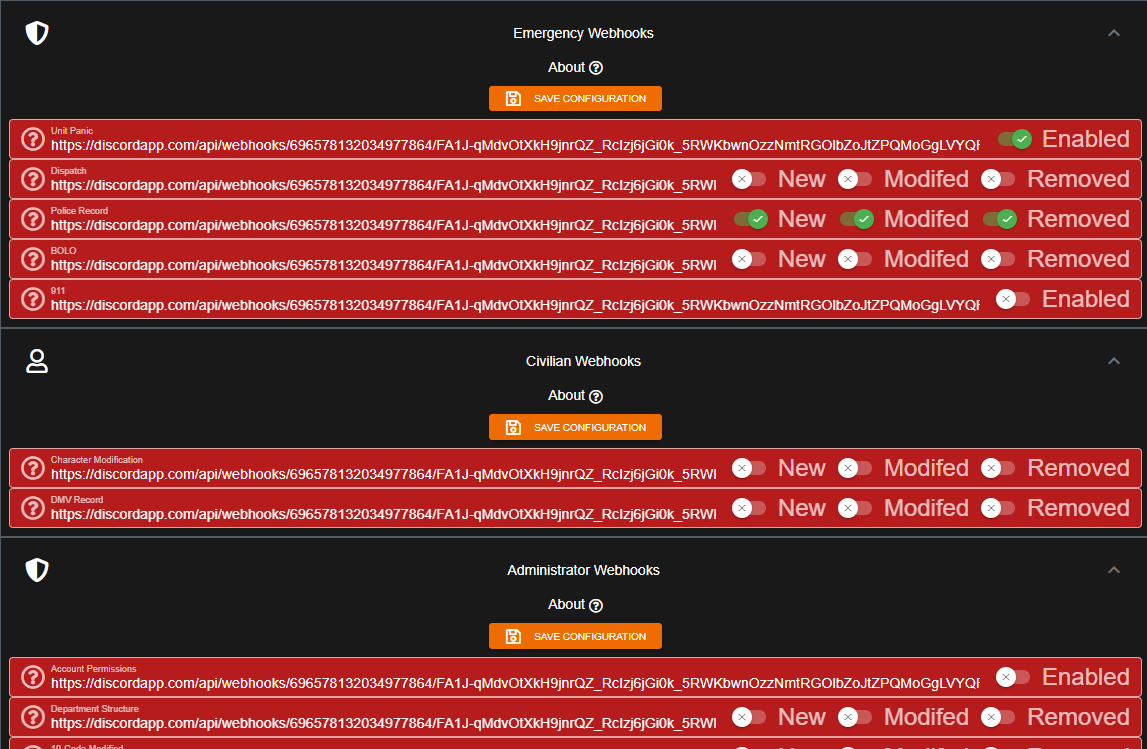 Emergency Webhooks
About
SAVE CONFIGURATION
Unit Panic
https://discordapp.com/api/webhooks/696578132034977864/FA1J-qMdvOtXkH9jnrQZ_RcIzj6jGi0k_5RWKbwnOzzNmtRGOlbZoJtZPQMoGgLVYQF Enabled
Dispatch
https://discordapp.com/api/webhooks/696578132034977864/FA1J-qMdvOtXkH9jnrQZ_RcIzj6jGi0k_5RWI New Modifed Removed
Police Record
https://discordapp.com/api/webhooks/696578132034977864/FA1J-qMdvOtXkH9jnrQZ_RcIzj6jGi0k_5RWI New Modifed Removed
BOLO
https://discordapp.com/api/webhooks/696578132034977864/FA1J-qMdvOtXkH9jnrQZ_RcIzj6jGi0k_5RWI New Modifed Removed
911
https://discordapp.com/api/webhooks/696578132034977864/FA1J-qMdvOtXkH9jnrQZ_RcIzj6jGi0k_5RWKbwnOzzNmtRGOlbZoJtZPQMoGgLVYQF Enabled
Civilian Webhooks
About
SAVE CONFIGURATION
Character Modification
https://discordapp.com/api/webhooks/696578132034977864/FA1J-qMdvOtXkH9jnrQZ_RcIzj6jGi0k_5RWI New Modifed Removed
DMV Record
https://discordapp.com/api/webhooks/696578132034977864/FA1J-qMdvOtXkH9jnrQZ_RcIzj6jGi0k_5RWI New Modifed Removed
Administrator Webhooks
About
SAVE CONFIGURATION
Account Permissions
https://discordapp.com/api/webhooks/696578132034977864/FA1J-qMdvOtXkH9jnrQZ_RcIzj6jGi0k_5RWKbwnOzzNmtRGOlbZoJtZPQMoGgLVYQF Enabled
Department Structure
https://discordapp.com/api/webhooks/696578132034977864/FA1J-qMdvOtXkH9jnrQZ_RcIzj6jGi0k_5RWI New Modifed Removed
10 Code Modified